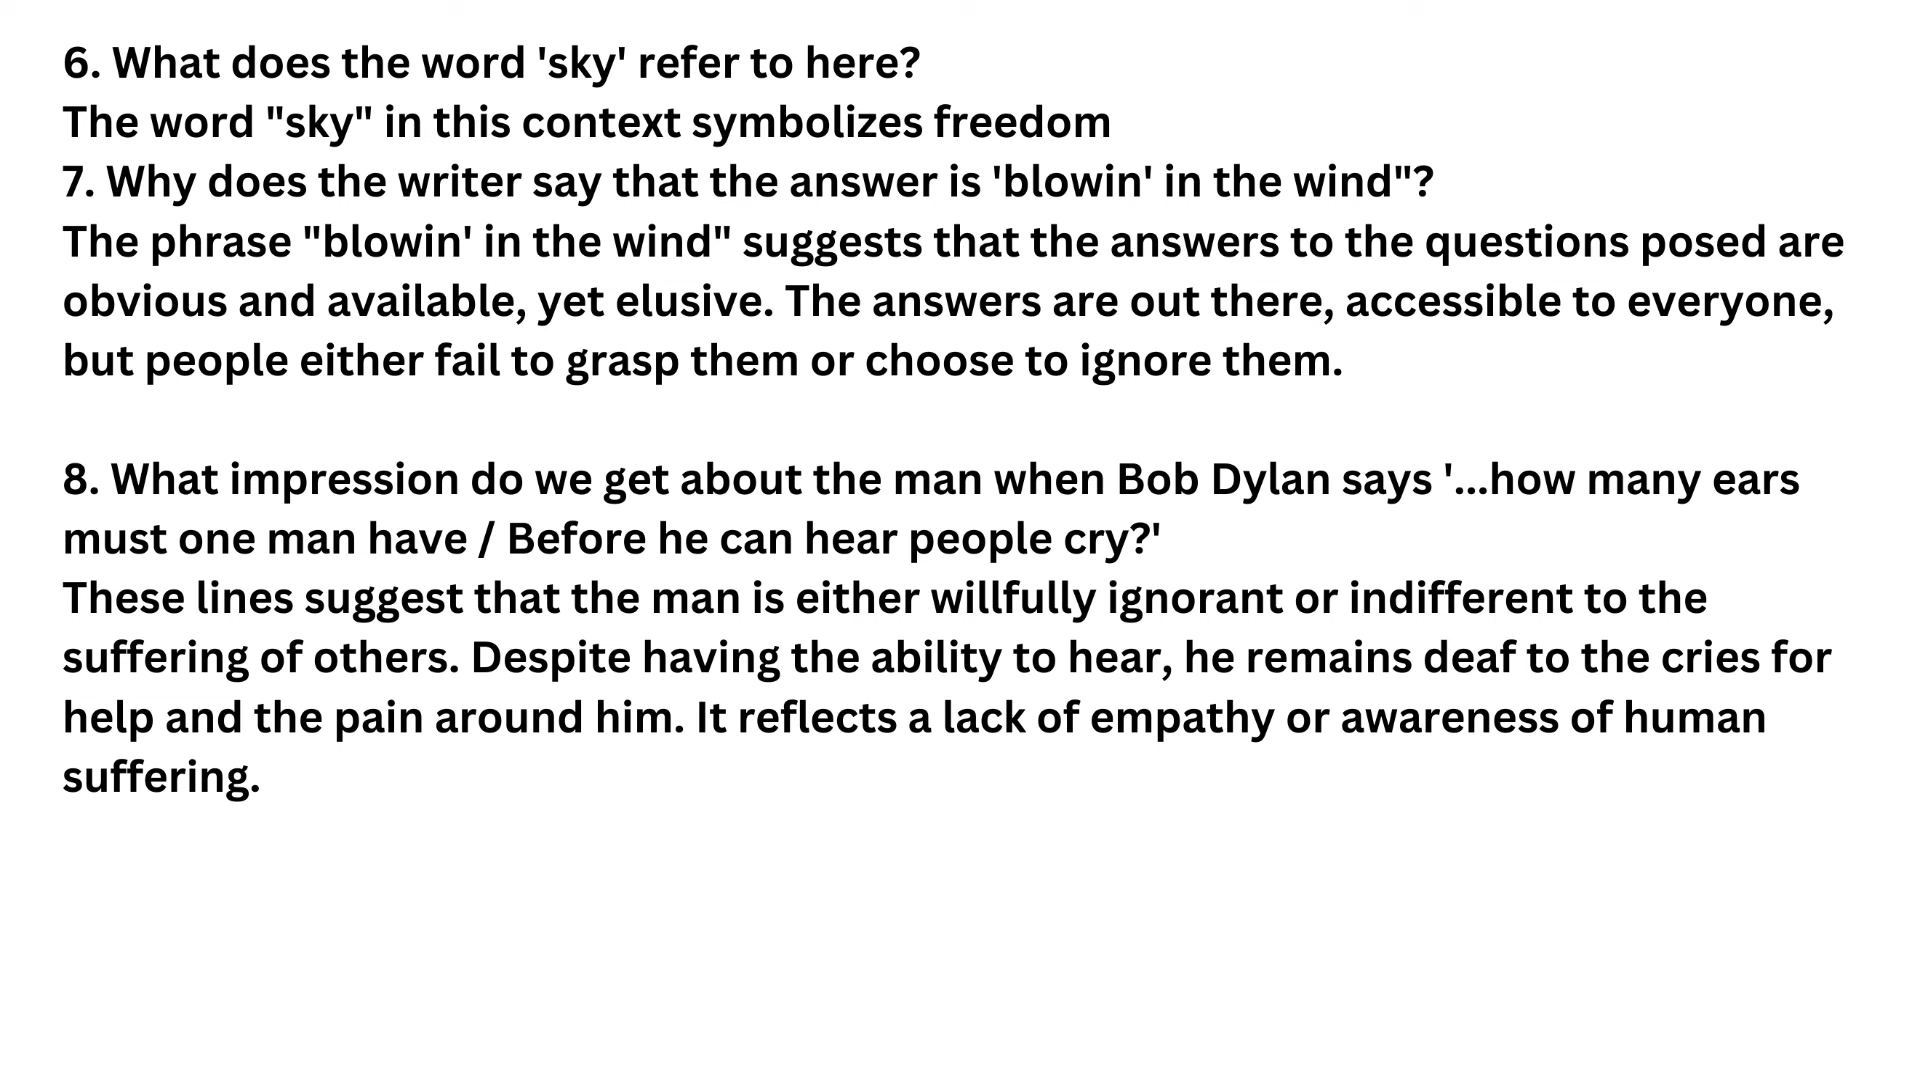 6. What does the word 'sky' refer to here?
The word "sky" in this context symbolizes freedom
7. Why does the writer say that the answer is 'blowin' in the wind"?
The phrase "blowin' in the wind" suggests that the answers to the questions posed are
obvious and available, yet elusive. The answers are out there, accessible to everyone,
but people either fail to grasp them or choose to ignore them.
8. What impression do we get about the man when Bob Dylan says '...how many ears
must one man have / Before he can hear people cry?'
These lines suggest that the man is either willfully ignorant or indifferent to the
suffering of others. Despite having the ability to hear, he remains deaf to the cries for
help and the pain around him. It reflects a lack of empathy or awareness of human
suffering.